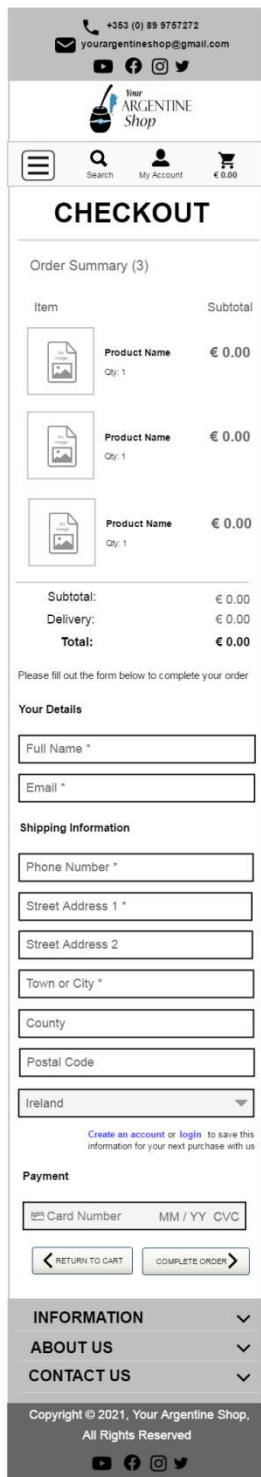 +353 (0) 89 9757272
yourargentineshop@gmail.com
Your
ARGENTINE
Shop
Search My Account € 0.00
CHECKOUT
Order Summary (3)
Item Subtotal
No
Image
Product Name € 0.00
Qty: 1
No
Image
Product Name € 0.00
Qty: 1
No
Image
Product Name € 0.00
Qty: 1
Subtotal: € 0.00
Delivery: € 0.00
Total: € 0.00
Please fill out the form below to complete your order
Your Details
Full Name *
Email *
Shipping Information
Phone Number *
Street Address 1 *
Street Address 2
Town or City *
County
Postal Code
Ireland
Create an account or login to save this
information for your next purchase with us
Payment
Card Number MM / YY CVC
RETURN TO CART COMPLETE ORDER
INFORMATION
ABOUT US
CONTACT US
Copyright © 2021, Your Argentine Shop,
All Rights Reserved